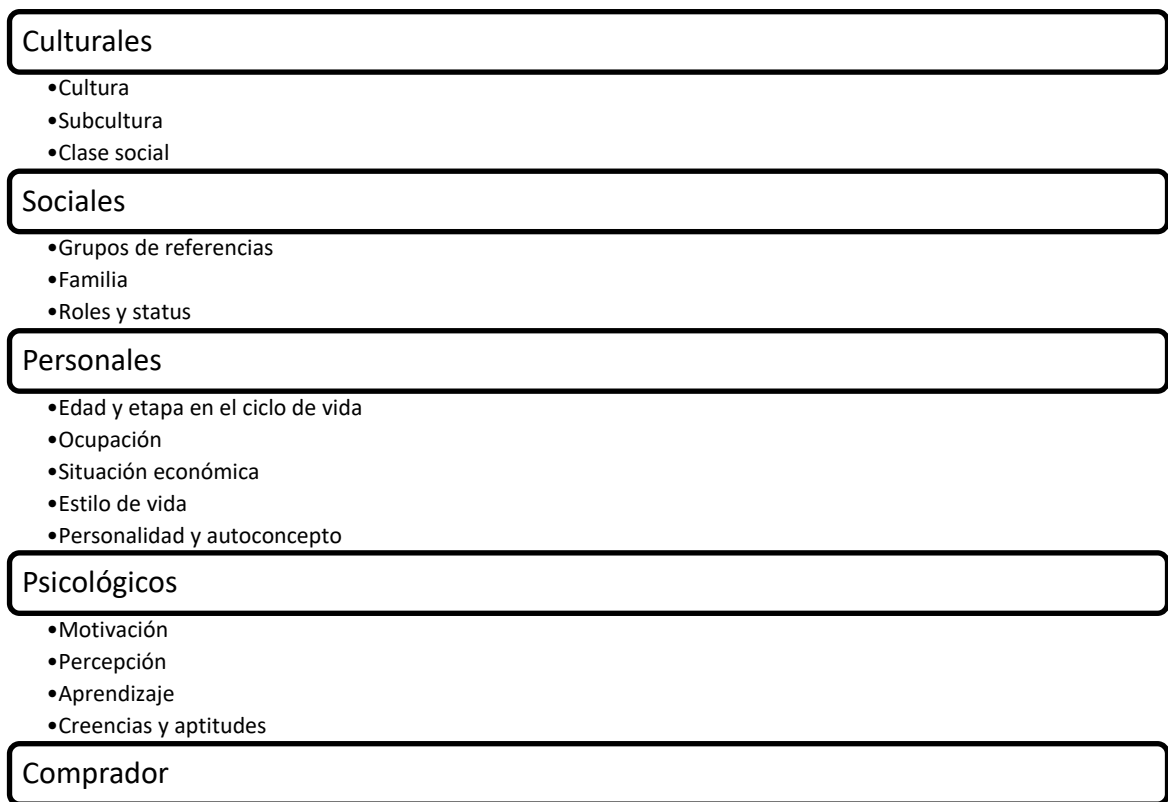 Culturales
•Cultura
•Subcultura
•Clase social
Sociales
•Grupos de referencias
•Familia
•Roles y status
Personales
•Edad y etapa en el ciclo de vida
•Ocupación
•Situación económica
•Estilo de vida
•Personalidad y autoconcepto
Psicológicos
•Motivación
•Percepción
•Aprendizaje
•Creencias y aptitudes
Comprador